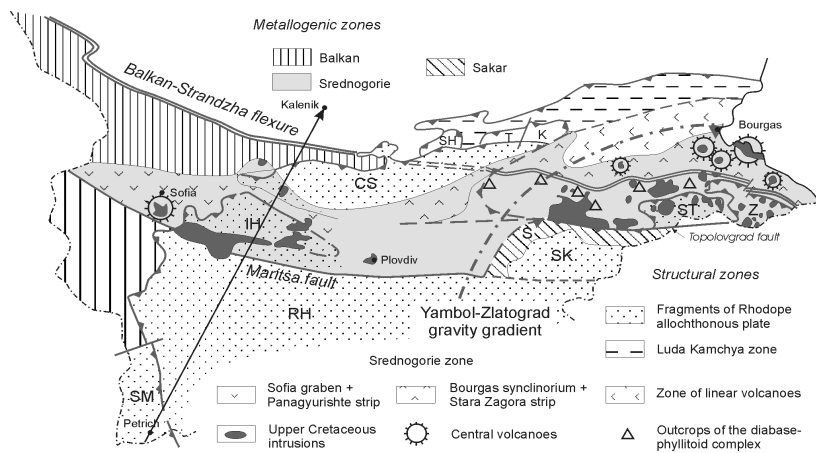 Metallogenic zones
Balkan
Srednogorie
Sakar
Balkan-Strandzha flexure
Kalenik
SH
T
K
Bourgas
CS
Sofia
IH
ST
Z
Topolovgrad fault
S
SK
Plovdiv
Maritsa fault
RH
Yambol-Zlatograd
gravity gradient
Structural zones
Fragments of Rhodope
allochthonous plate
Luda Kamchya zone
Srednogorie zone
Sofia graben +
Panagyurishte strip
Bourgas synclinorium +
Stara Zagora strip
Zone of linear volcanoes
SM
Petrich
Upper Cretaceous
intrusions
Central volcanoes
Outcrops of the diabase-
phyllitoid complex